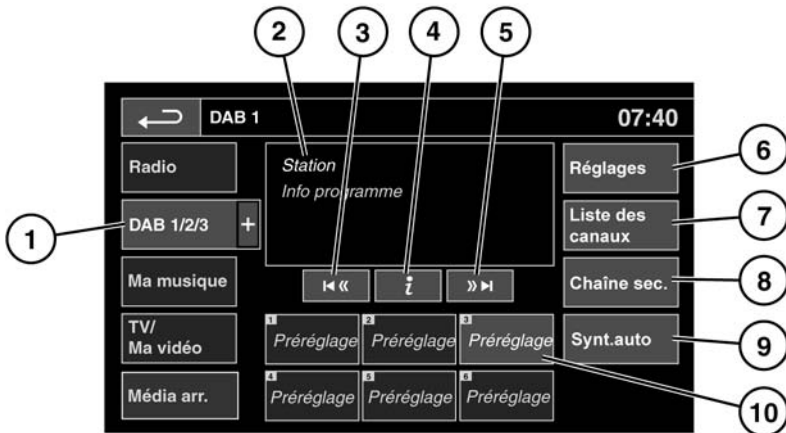 2
3
4
5
DAB 1
07:40
Radio
Station
Info programme
Réglages
6
1
DAB 1/2/3
+
Liste des
canaux
7
Ma musique
i
Chaîne sec.
8
TV/
Ma vidéo
1
Préréglage
2
Préréglage
3
Préréglage
Synt.auto
9
Média arr.
4
Préréglage
5
Préréglage
6
Préréglage
10